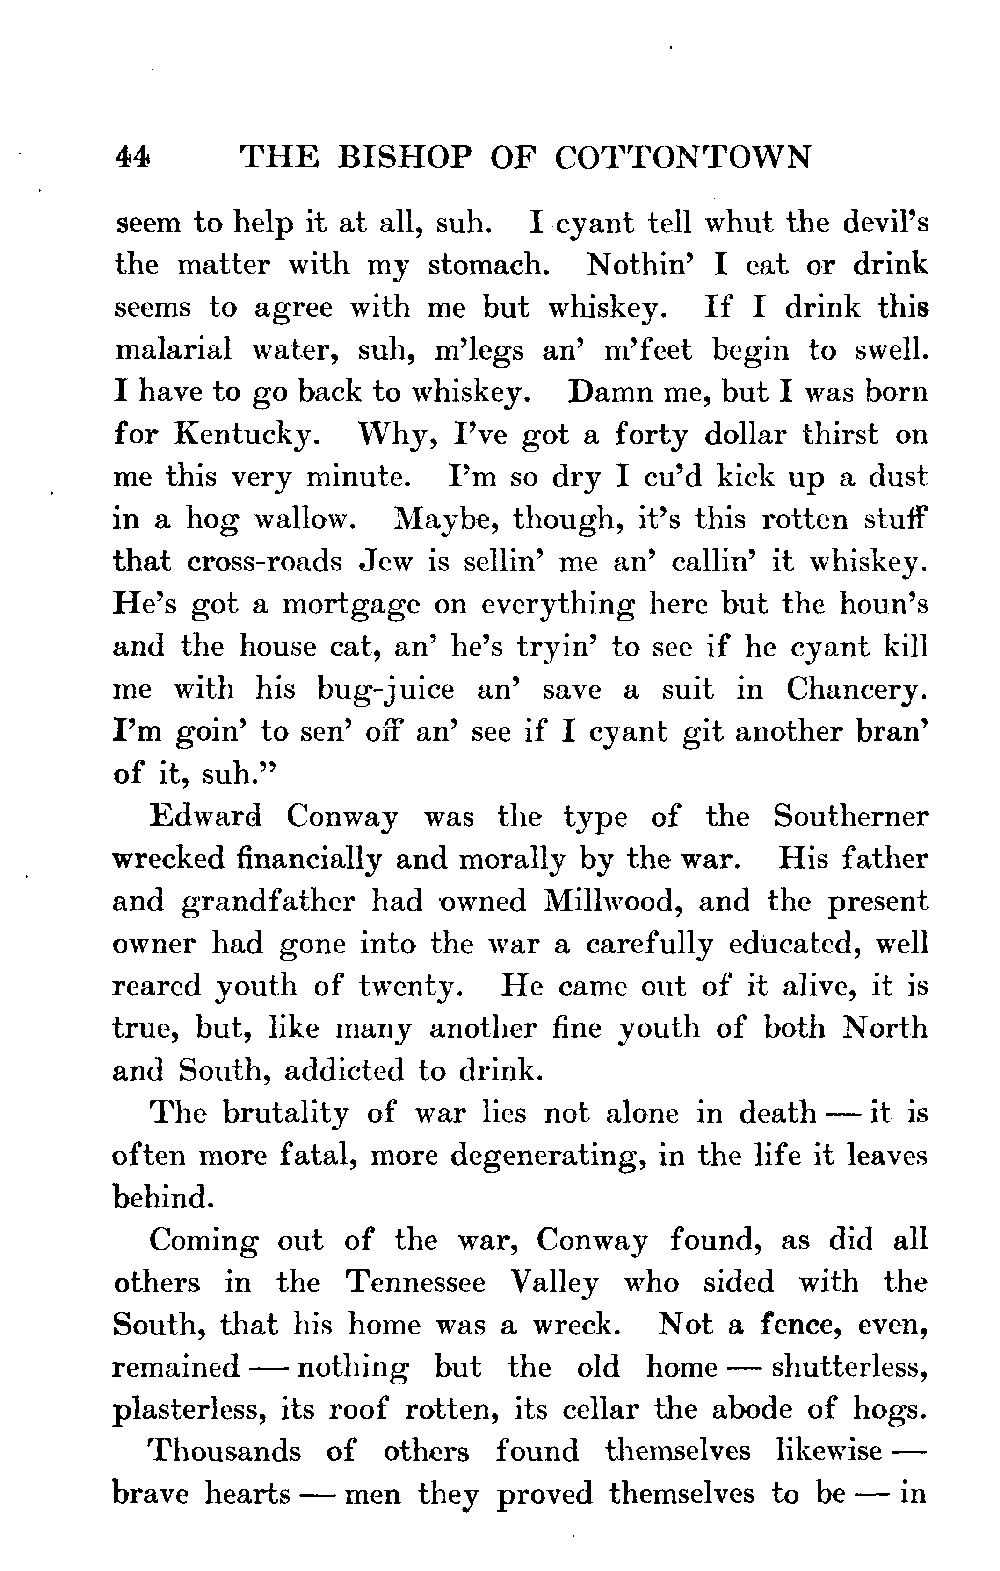 44 THE BISHOP OF COTTONTOWN
seem to help it at all, suh. I cyant tell whut the devil's
the matter with my stomach. Nothin' I eat or drink
seems to agree with me but whiskey. If I drink this
malarial water, suh, m'legs an' m'feet begin to swell.
I have to go back to whiskey. Damn me, but I was born
for Kentucky. Why, I've got a forty dollar thirst on
me this very minute. I'm so dry I cu'd kick up a dust
in a hog wallow. Maybe, though, it's this rotten stuff
that cross-roads Jew is sellin' me an' callin' it whiskey.
He's got a mortgage on everything here but the houn's
and the house cat, an' he's tryin' to see if he cyant kill
me with his bug-juice an' save a suit in Chancery.
I'm goin' to sen' off an' see if I cyant git another bran'
of it, suh."
Edward Conway was the type of the Southerner
wrecked financially and morally by the war. His father
and grandfather had owned Millwood, and the present
owner had gone into the war a carefully educated, well
reared youth of twenty. He came out of it alive, it is
true, but, like many another fine youth of both North
and South, addicted to drink.
The brutality of war lies not alone in death — it is
often more fatal, more degenerating, in the life it leaves
behind.
Coming out of the war, Conway found, as did all
others in the Tennessee Valley who sided with the
South, that his home was a wreck. Not a fence, even,
remained — nothing but the old home — shutterless,
plasterless, its roof rotten, its cellar the abode of hogs.
Thousands of others found themselves likewise —
brave hearts — men they proved themselves to be — in